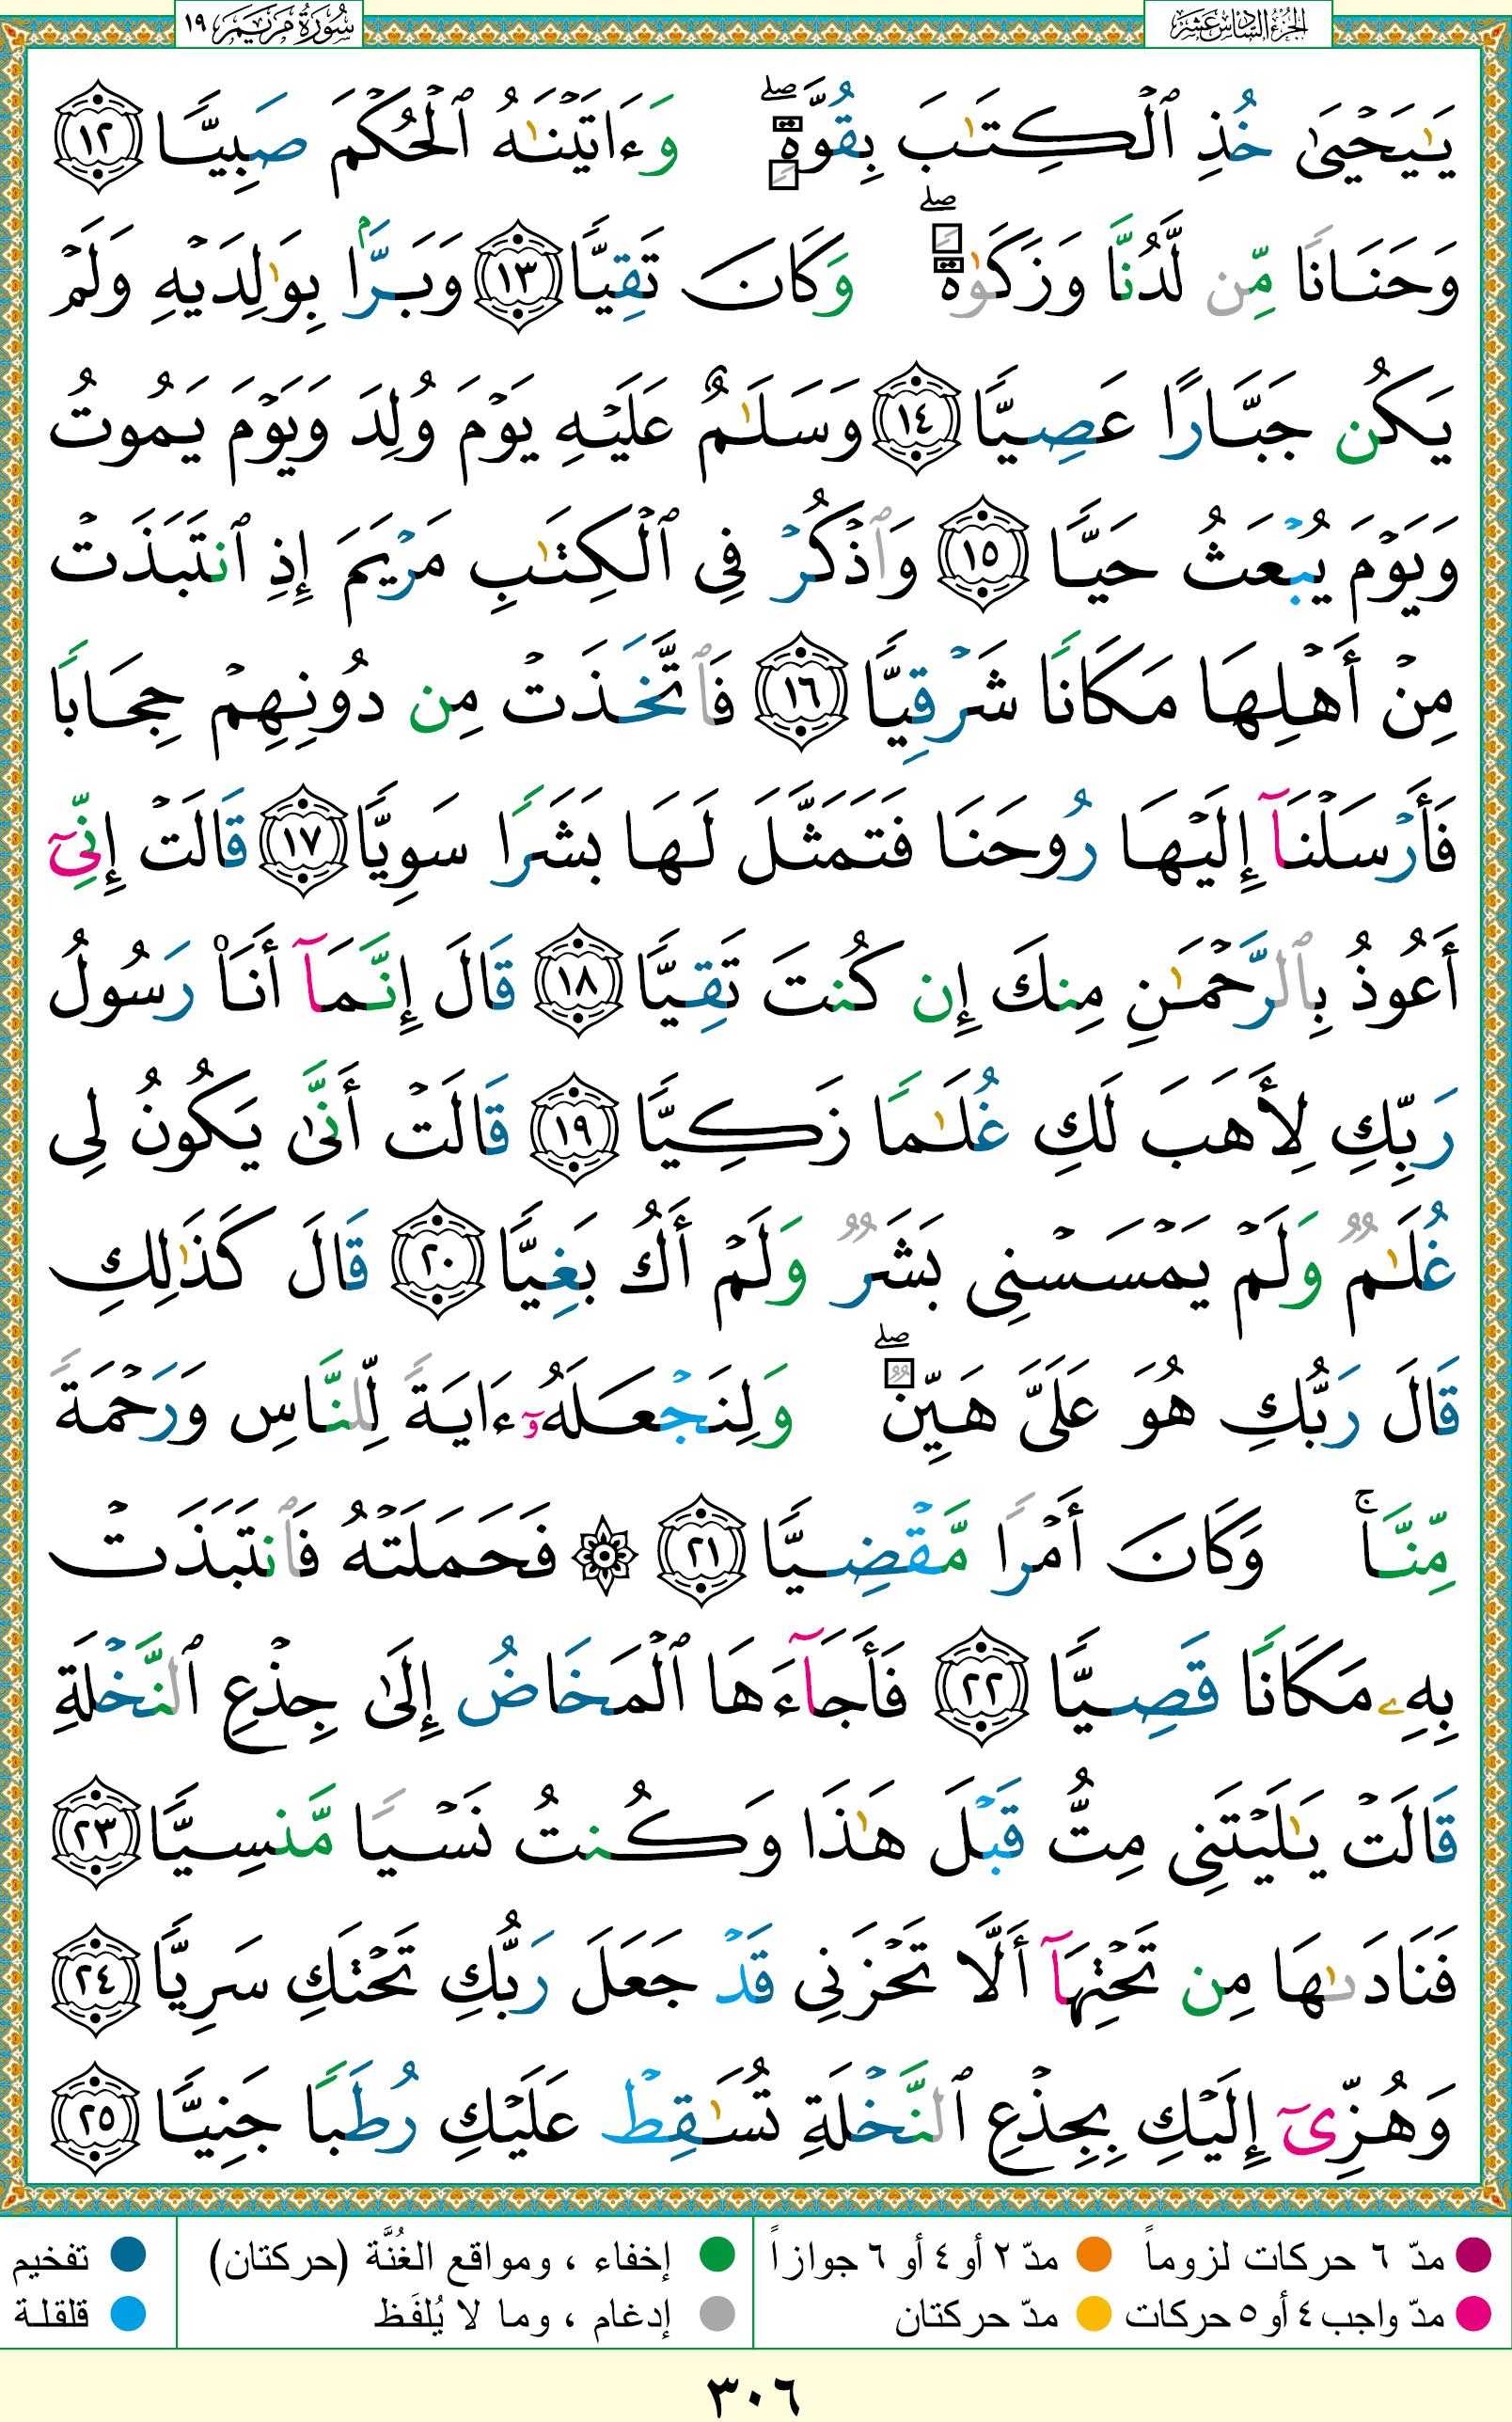 الجزء السادس عشر
سورة مريم ١٩
يَٰيَحۡيَىٰ خُذِ ٱلۡكِتَٰبَ بِقُوَّةٖۖ وَءَاتَيۡنَٰهُ ٱلۡحُكۡمَ صَبِيّٗا ١٢
وَحَنَانٗا مِّن لَّدُنَّا وَزَكَوٰةٗۖ وَكَانَ تَقِيّٗا ١٣ وَبَرَّۢا بِوَٰلِدَيۡهِ وَلَمۡ
يَكُن جَبَّارًا عَصِيّٗا ١٤ وَسَلَٰمٌ عَلَيۡهِ يَوۡمَ وُلِدَ وَيَوۡمَ يَمُوتُ
وَيَوۡمَ يُبۡعَثُ حَيّٗا ١٥ وَٱذۡكُرۡ فِي ٱلۡكِتَٰبِ مَرۡيَمَ إِذِ ٱنتَبَذَتۡ
مِنۡ أَهۡلِهَا مَكَانٗا شَرۡقِيّٗا ١٦ فَٱتَّخَذَتۡ مِن دُونِهِمۡ حِجَابٗا
فَأَرۡسَلۡنَآ إِلَيۡهَا رُوحَنَا فَتَمَثَّلَ لَهَا بَشَرٗا سَوِيّٗا ١٧ قَالَتۡ إِنِّيٓ
أَعُوذُ بِٱلرَّحۡمَٰنِ مِنكَ إِن كُنتَ تَقِيّٗا ١٨ قَالَ إِنَّمَآ أَنَا۠ رَسُولُ
رَبِّكِ لِأَهَبَ لَكِ غُلَٰمٗا زَكِيّٗا ١٩ قَالَتۡ أَنَّىٰ يَكُونُ لِي
غُلَٰمٞ وَلَمۡ يَمۡسَسۡنِي بَشَرٞ وَلَمۡ أَكُ بَغِيّٗا ٢٠ قَالَ كَذَٰلِكِ
قَالَ رَبُّكِ هُوَ عَلَيَّ هَيِّنٞۖ وَلِنَجۡعَلَهُۥٓ ءَايَةٗ لِّلنَّاسِ وَرَحۡمَةٗ
مِّنَّاۚ وَكَانَ أَمۡرٗا مَّقۡضِيّٗا ٢١ ۞ فَحَمَلَتۡهُ فَٱنتَبَذَتۡ
بِهِۦ مَكَانٗا قَصِيّٗا ٢٢ فَأَجَآءَهَا ٱلۡمَخَاضُ إِلَىٰ جِذۡعِ ٱلنَّخۡلَةِ
قَالَتۡ يَٰلَيۡتَنِي مِتُّ قَبۡلَ هَٰذَا وَكُنتُ نَسۡيٗا مَّنسِيّٗا ٢٣
فَنَادَىٰهَا مِن تَحۡتِهَآ أَلَّا تَحۡزَنِي قَدۡ جَعَلَ رَبُّكِ تَحۡتَكِ سَرِيّٗا ٢٤
وَهُزِّيٓ إِلَيۡكِ بِجِذۡعِ ٱلنَّخۡلَةِ تُسَٰقِطۡ عَلَيۡكِ رُطَبٗا جَنِيّٗا ٢٥
مدّ ٦ حركات لزوماً مدّ ٢ أو ٤ أو ٦ جوازاً إخفاء ، ومواقع الغُنَّة (حركتان) تفخيم
مدّ واجب ٤ أو ٥ حركات مدّ حركتان إدغام ، وما لا يُلفَظ قلقلة
٣٠٦